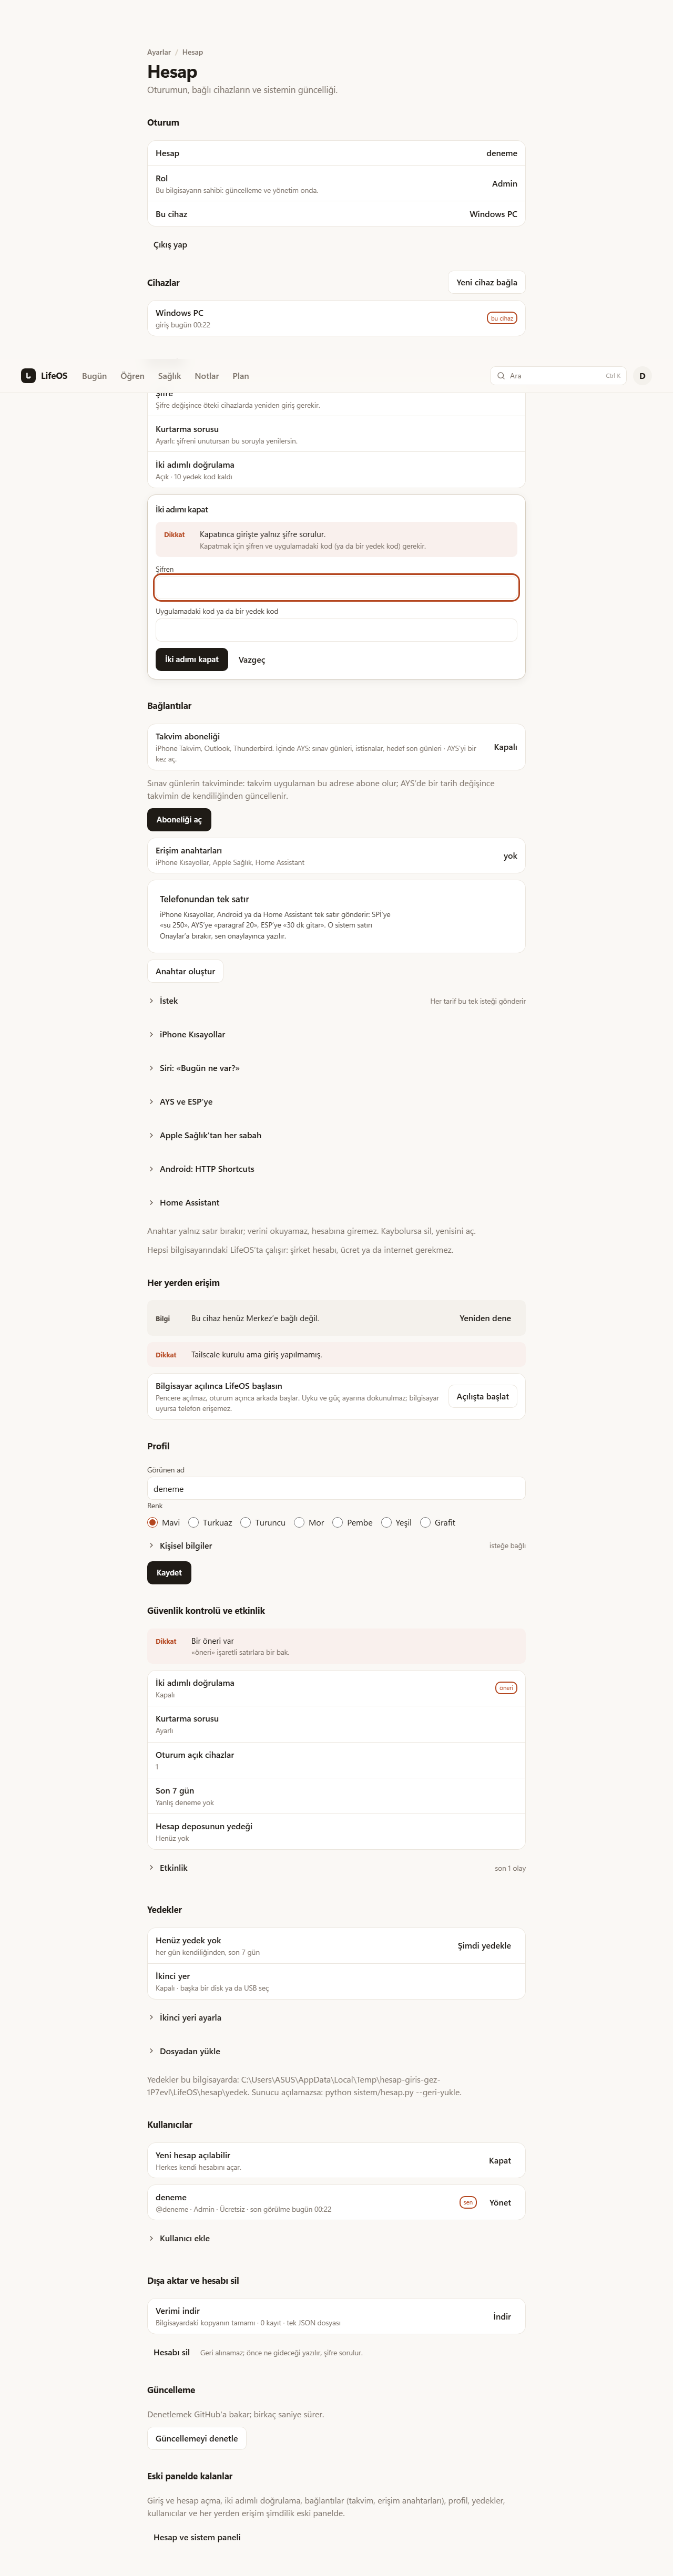 Ayarlar / Hesap
Hesap
Oturumun, bağlı cihazların ve sistemin güncelliği.
Oturum
Hesap
deneme
Rol
Bu bilgisayarın sahibi: güncelleme ve yönetim onda.
Admin
Bu cihaz
Windows PC
Çıkış yap
Cihazlar
Yeni cihaz bağla
Windows PC
giriş bugün 00:22
bu cihaz
LifeOS
Bugün
Öğren
Sağlık
Notlar
Plan
Ara
Ctrl K
D
Şifre
Şifre değişince öteki cihazlarda yeniden giriş gerekir.
Kurtarma sorusu
Ayarlı: şifreni unutursan bu soruyla yenilersin.
İki adımlı doğrulama
Açık · 10 yedek kod kaldı
İki adımı kapat
Dikkat
Kapatınca girişte yalnız şifre sorulur.
Kapatmak için şifren ve uygulamadaki kod (ya da bir yedek kod) gerekir.
Şifren
Uygulamadaki kod ya da bir yedek kod
İki adımı kapat
Vazgeç
Bağlantılar
Takvim aboneliği
iPhone Takvim, Outlook, Thunderbird. İçinde AYS: sınav günleri, istisnalar, hedef son günleri · AYS'yi bir
kez aç.
Kapalı
Sınav günlerin takviminde: takvim uygulaman bu adrese abone olur; AYS'de bir tarih değişince
takvimin de kendiliğinden güncellenir.
Aboneliği aç
Erişim anahtarları
iPhone Kısayollar, Apple Sağlık, Home Assistant
yok
Telefonundan tek satır
iPhone Kısayollar, Android ya da Home Assistant tek satır gönderir: SPİ'ye
«su 250», AYS'ye «paragraf 20», ESP'ye «30 dk gitar». O sistem satırı
Onaylar'a bırakır, sen onaylayınca yazılır.
Anahtar oluştur
İstek
Her tarif bu tek isteği gönderir
iPhone Kısayollar
Siri: «Bugün ne var?»
AYS ve ESP'ye
Apple Sağlık'tan her sabah
Android: HTTP Shortcuts
Home Assistant
Anahtar yalnız satır bırakır; verini okuyamaz, hesabına giremez. Kaybolursa sil, yenisini aç.
Hepsi bilgisayarındaki LifeOS'ta çalışır: şirket hesabı, ücret ya da internet gerekmez.
Her yerden erişim
Bilgi
Bu cihaz henüz Merkez'e bağlı değil.
Yeniden dene
Dikkat
Tailscale kurulu ama giriş yapılmamış.
Bilgisayar açılınca LifeOS başlasın
Pencere açılmaz, oturum açınca arkada başlar. Uyku ve güç ayarına dokunulmaz; bilgisayar
uyursa telefon erişemez.
Açılışta başlat
Profil
Görünen ad
deneme
Renk
Mavi
Turkuaz
Turuncu
Mor
Pembe
Yeşil
Grafit
Kişisel bilgiler
isteğe bağlı
Kaydet
Güvenlik kontrolü ve etkinlik
Dikkat
Bir öneri var
«öneri» işaretli satırlara bir bak.
İki adımlı doğrulama
Kapalı
öneri
Kurtarma sorusu
Ayarlı
Oturum açık cihazlar
1
Son 7 gün
Yanlış deneme yok
Hesap deposunun yedeği
Henüz yok
Etkinlik
son 1 olay
Yedekler
Henüz yedek yok
her gün kendiliğinden, son 7 gün
Şimdi yedekle
İkinci yer
Kapalı · başka bir disk ya da USB seç
İkinci yeri ayarla
Dosyadan yükle
Yedekler bu bilgisayarda: C:\Users\ASUS\AppData\Local\Temp\hesap-giris-gez-
1P7evl\LifeOS\hesap\yedek. Sunucu açılamazsa: python sistem/hesap.py --geri-yukle.
Kullanıcılar
Yeni hesap açılabilir
Herkes kendi hesabını açar.
Kapat
deneme
@deneme · Admin · Ücretsiz · son görülme bugün 00:22
sen
Yönet
Kullanıcı ekle
Dışa aktar ve hesabı sil
Verimi indir
Bilgisayardaki kopyanın tamamı · 0 kayıt · tek JSON dosyası
İndir
Hesabı sil
Geri alınamaz; önce ne gideceği yazılır, şifre sorulur.
Güncelleme
Denetlemek GitHub'a bakar; birkaç saniye sürer.
Güncellemeyi denetle
Eski panelde kalanlar
Giriş ve hesap açma, iki adımlı doğrulama, bağlantılar (takvim, erişim anahtarları), profil, yedekler,
kullanıcılar ve her yerden erişim şimdilik eski panelde.
Hesap ve sistem paneli